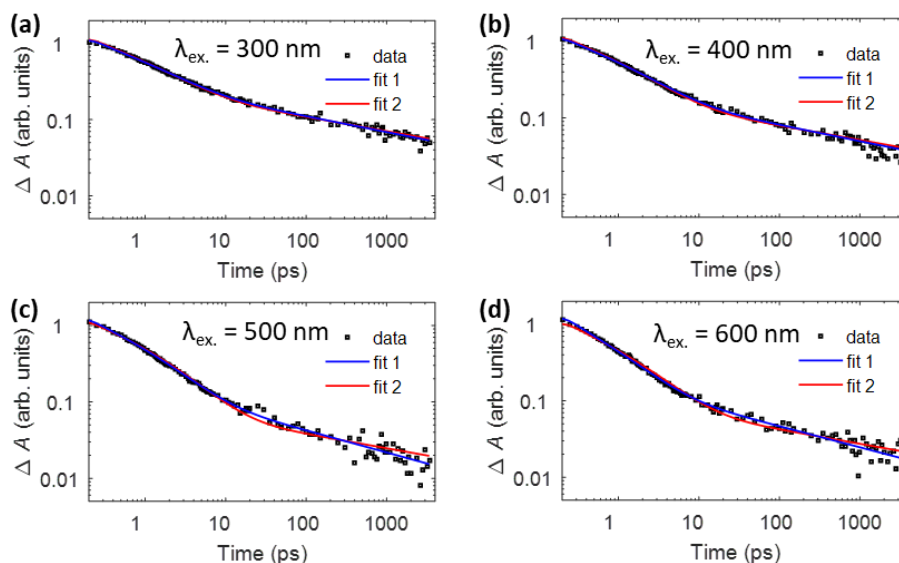 (a)
λex. = 300 nm
data
fit 1
fit 2
1
0.1
0.01
Δ A (arb. units)
1
10
100
1000
Time (ps)
(b)
λex. = 400 nm
data
fit 1
fit 2
1
0.1
0.01
Δ A (arb. units)
1
10
100
1000
Time (ps)
(c)
λex. = 500 nm
data
fit 1
fit 2
1
0.1
0.01
Δ A (arb. units)
1
10
100
1000
Time (ps)
(d)
λex. = 600 nm
data
fit 1
fit 2
1
0.1
0.01
Δ A (arb. units)
1
10
100
1000
Time (ps)